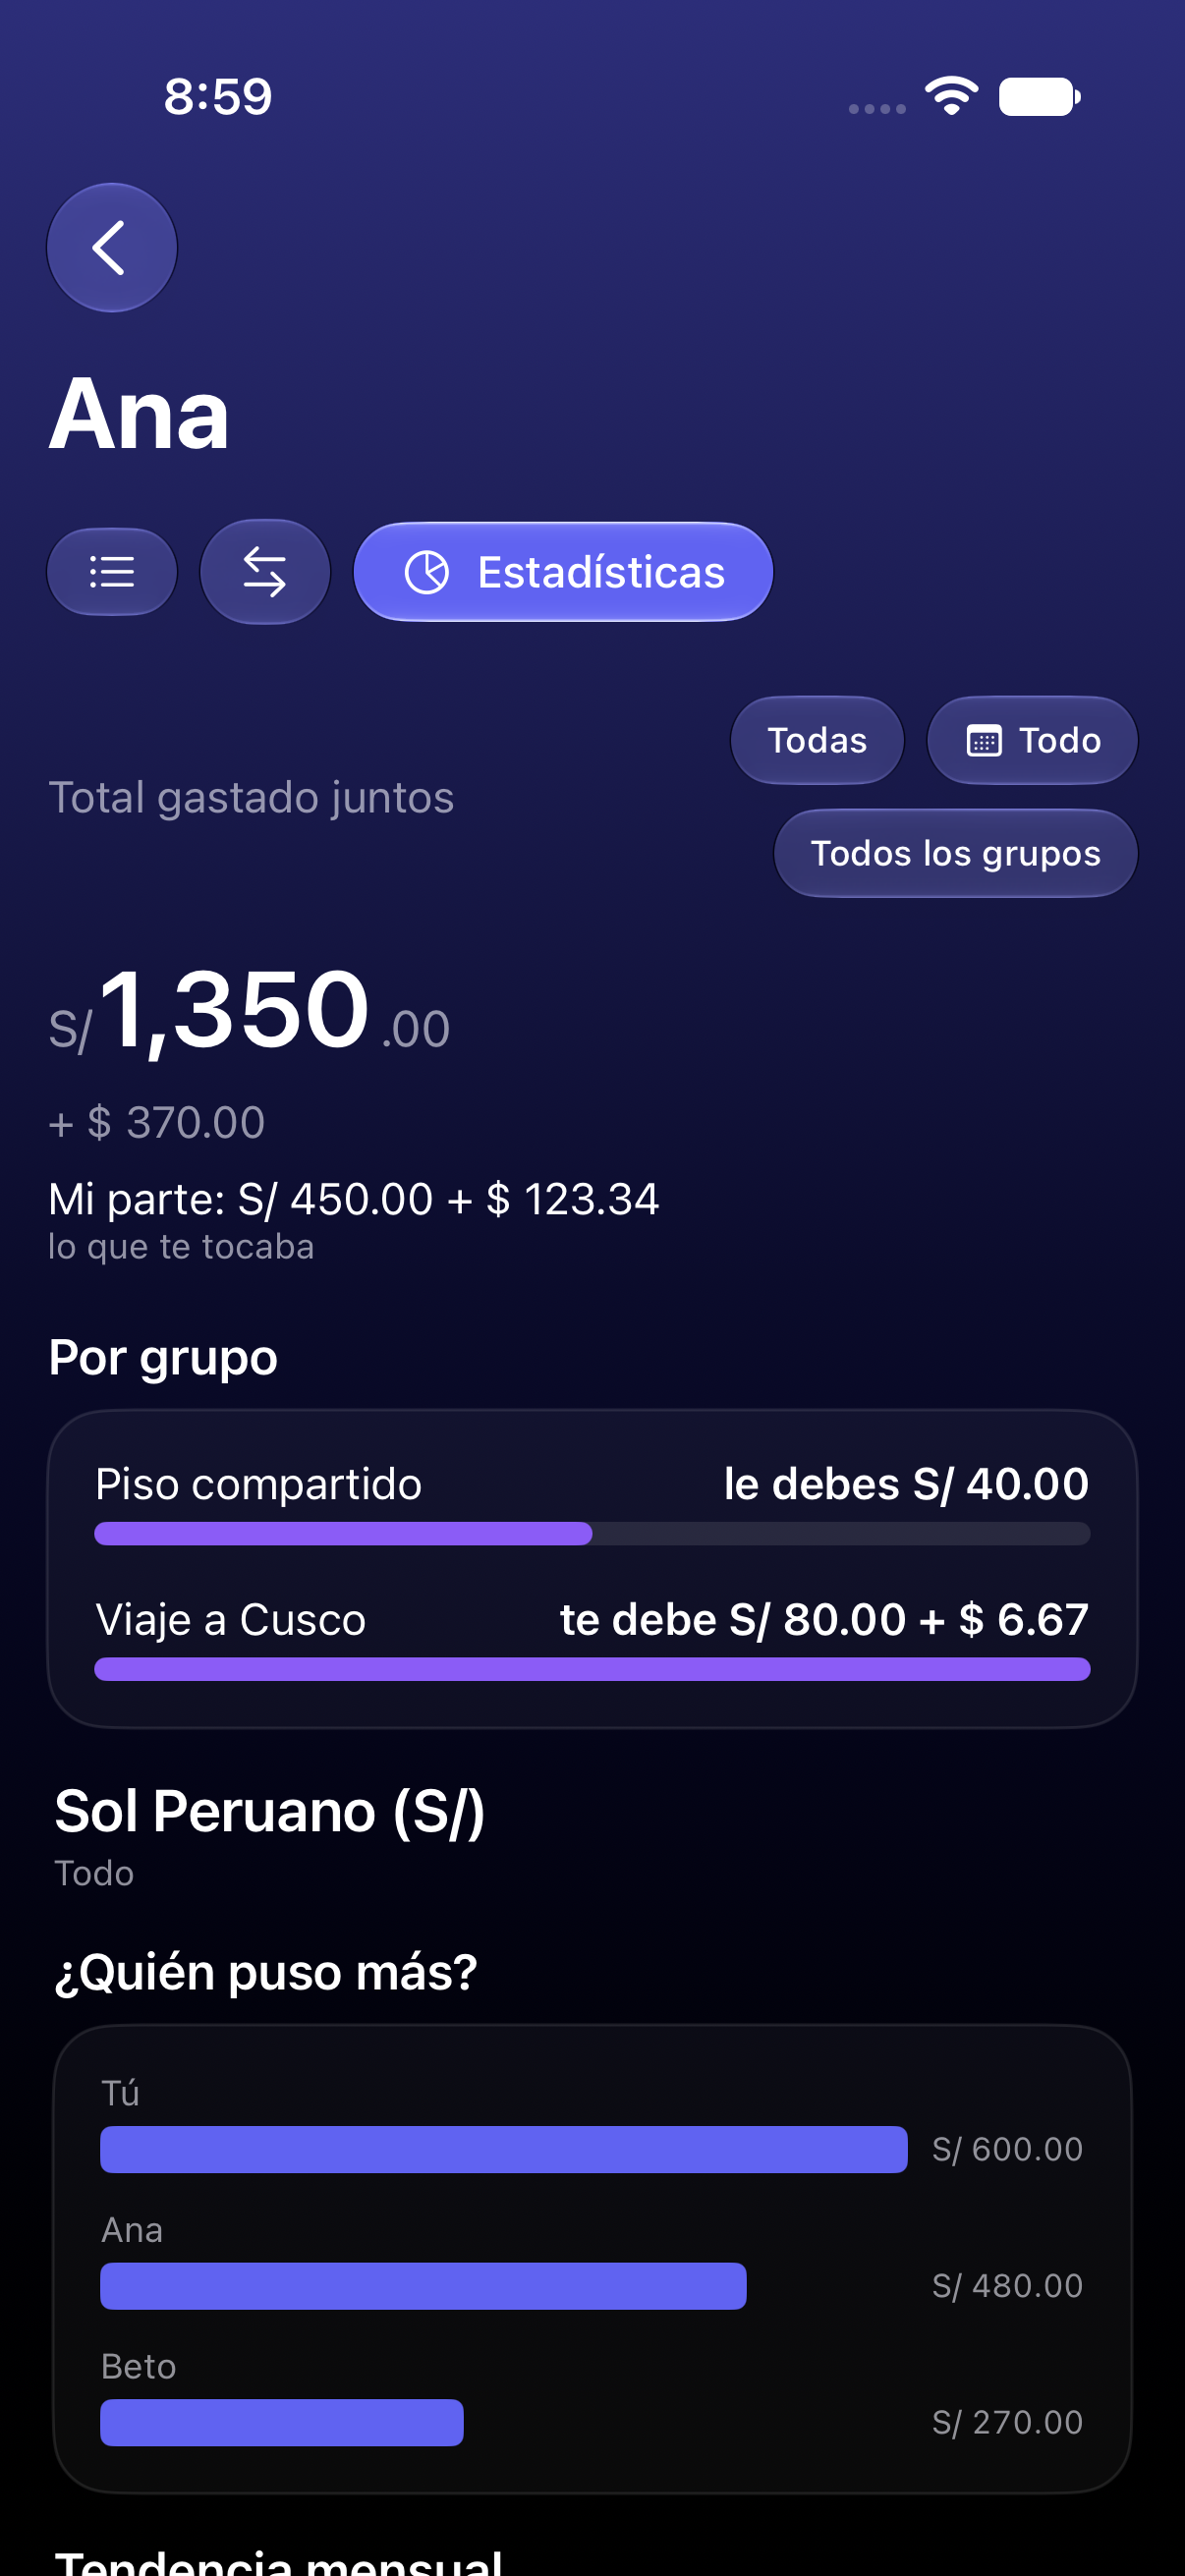 8:59
Ana
Estadísticas
Todas
Todo
Total gastado juntos
Todos los grupos
S/ 1,350 .00
+ $ 370.00
Mi parte: S/ 450.00 + $ 123.34
lo que te tocaba
Por grupo
Piso compartido le debes S/ 40.00
Viaje a Cusco te debe S/ 80.00 + $ 6.67
Sol Peruano (S/)
Todo
¿Quién puso más?
Tú
S/ 600.00
Ana
S/ 480.00
Beto
S/ 270.00
Tendencia mensual